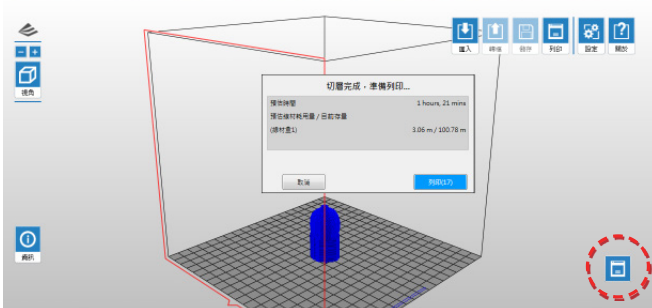 匯入
轉檔
儲存
列印
設定
關於
視角
切層完成，準備列印...
預估時間 1 hours, 21 mins
預估線材耗用量 / 目前存量
(線材盒1) 3.06 m / 100.78 m
取消
列印(17)
資訊